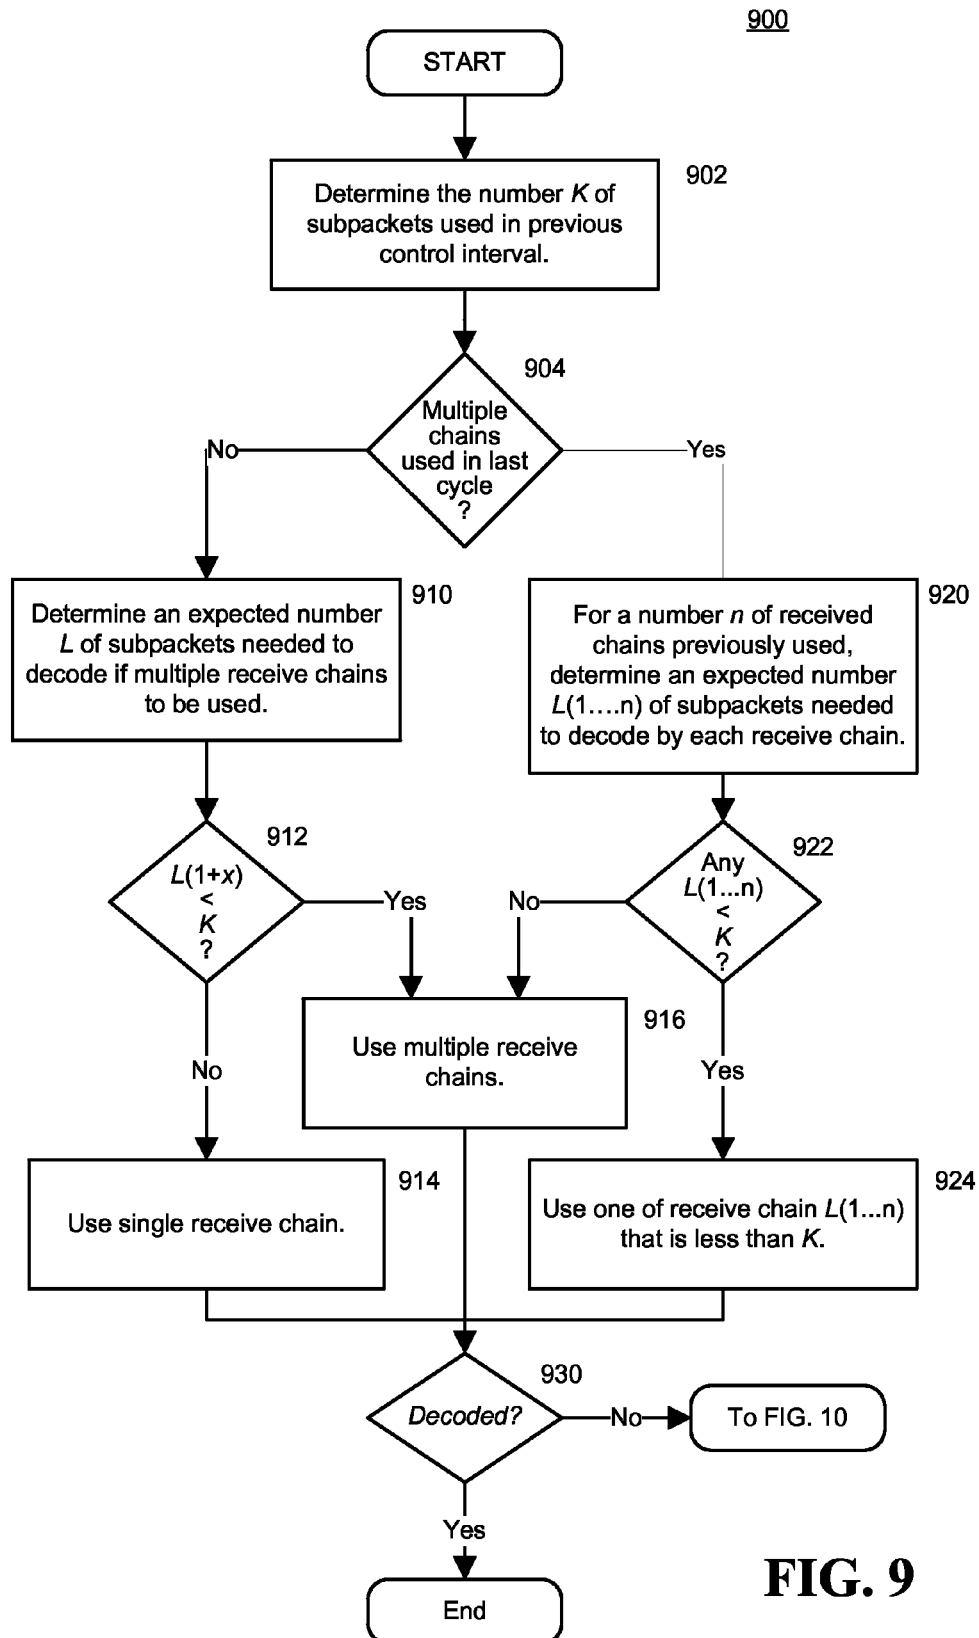 900
START
902
Determine the number K of
subpackets used in previous
control interval.
904
Multiple
chains
used in last
cycle
?
No
Yes
910
Determine an expected number
L of subpackets needed to
decode if multiple receive chains
to be used.
920
For a number n of received
chains previously used,
determine an expected number
L(1....n) of subpackets needed
to decode by each receive chain.
912
L(1+x)
<
K
?
Yes
No
922
Any
L(1...n)
<
K
?
No
Yes
916
Use multiple receive
chains.
914
Use single receive chain.
924
Use one of receive chain L(1...n)
that is less than K.
930
Decoded?
No
To FIG. 10
Yes
End
FIG. 9